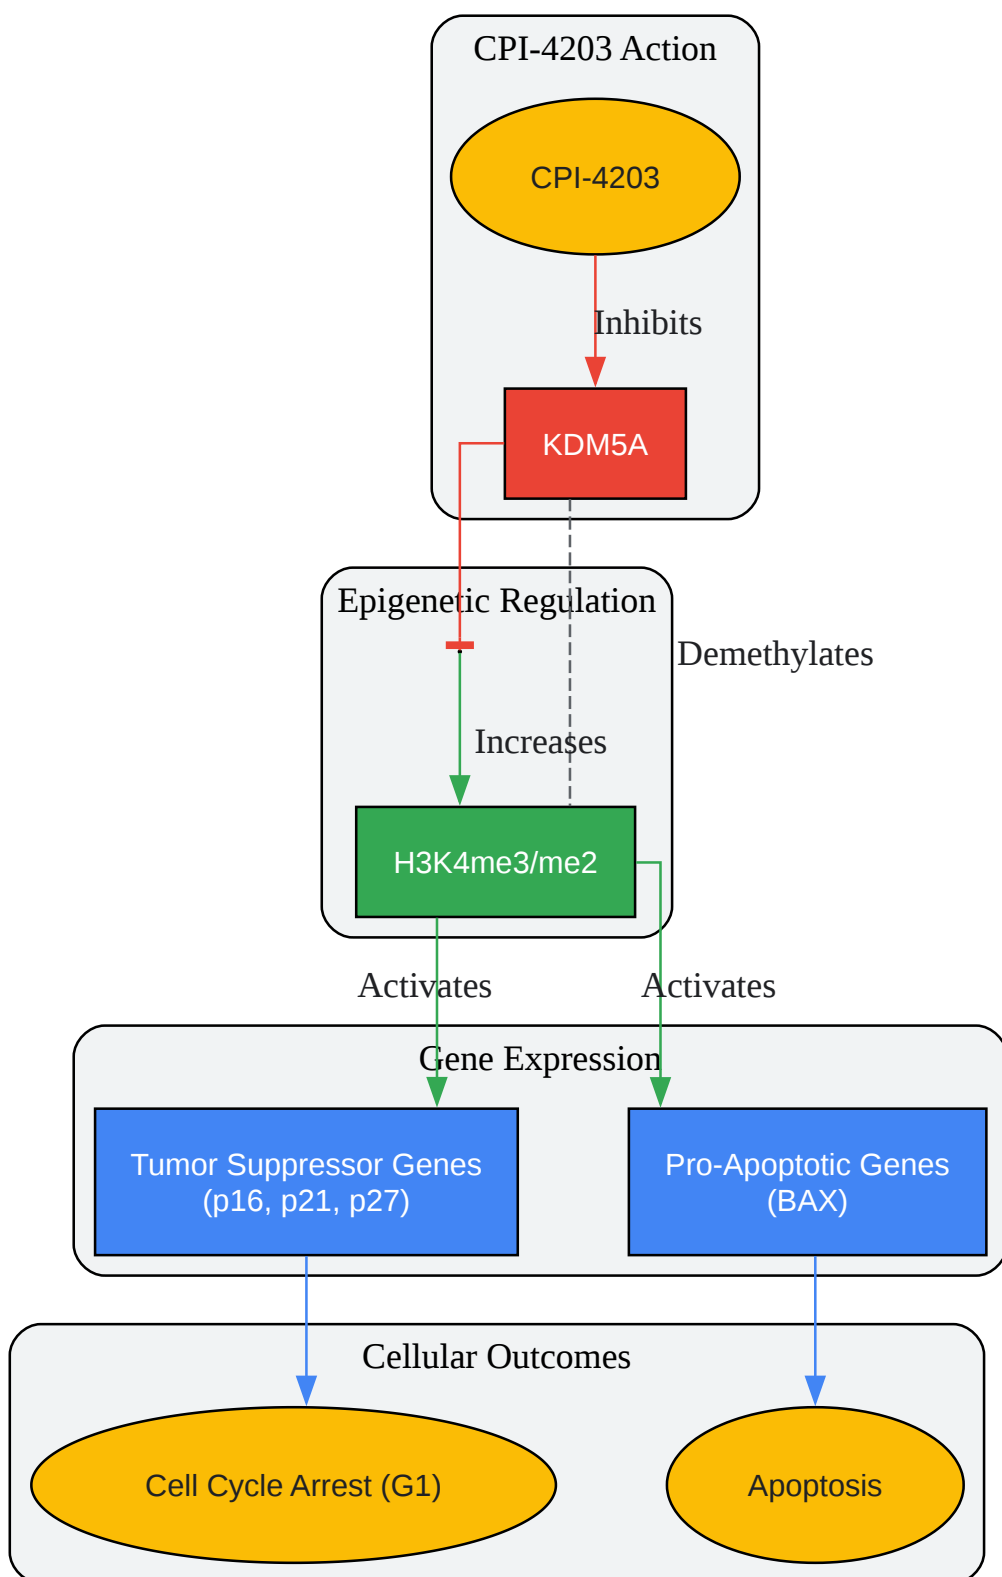 CPI-4203 Action
CPI-4203
Inhibits
KDM5A
Epigenetic Regulation
Demethylates
Increases
H3K4me3/me2
Activates
Activates
Gene Expression
Tumor Suppressor Genes
(p16, p21, p27)
Pro-Apoptotic Genes
(BAX)
Cellular Outcomes
Cell Cycle Arrest (G1)
Apoptosis